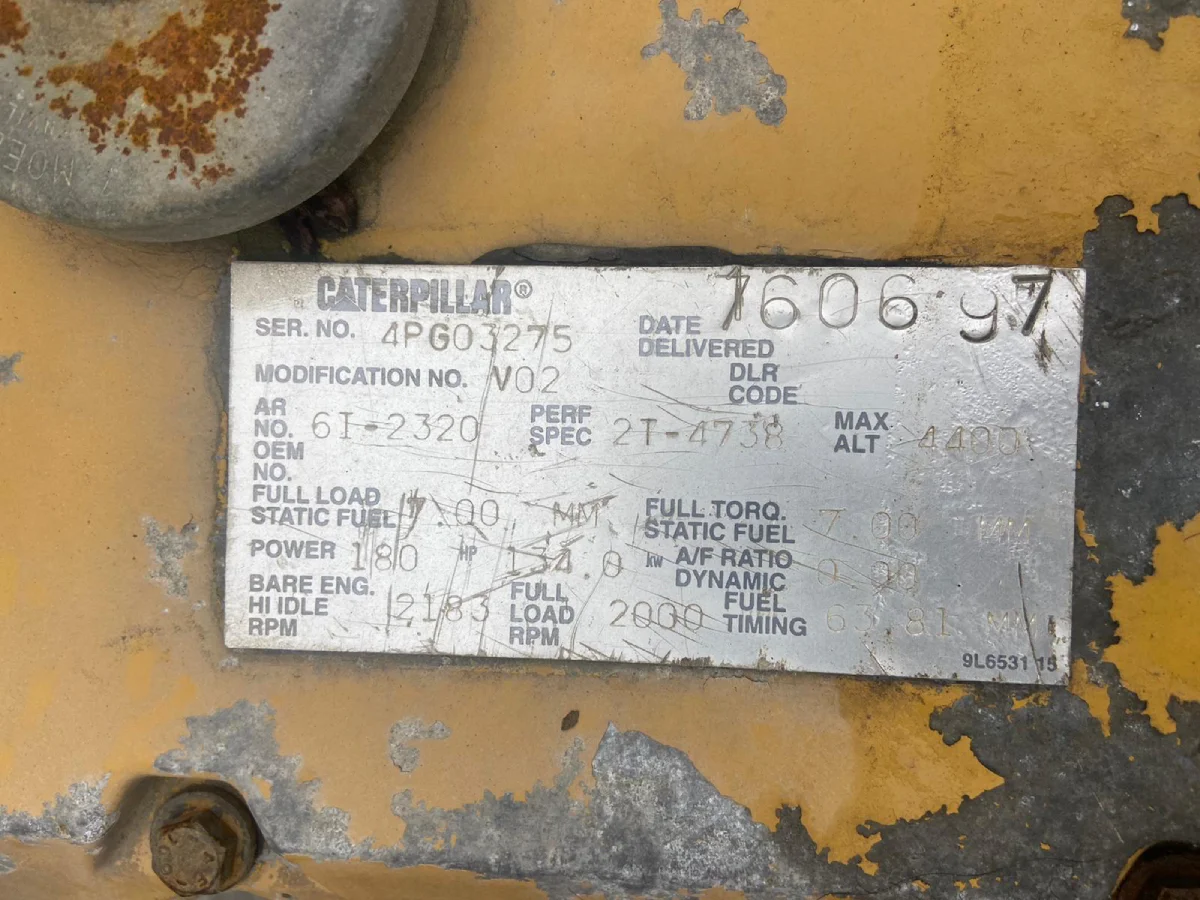 CATERPILLAR®
SER. NO. 4PG03275 DATE DELIVERED 760697
MODIFICATION NO. V02 DLR CODE
AR NO. 6I-2320 PERF SPEC 2T-4738 MAX ALT 4400
OEM NO.
FULL LOAD STATIC FUEL 7.00 MM FULL TORQ. STATIC FUEL 7.00 MM
POWER 180 HP 134.0 kW A/F RATIO DYNAMIC 0.00
BARE ENG. HI IDLE RPM 2183 FULL LOAD RPM 2000 FUEL TIMING 63.81 MM
9L6531 15